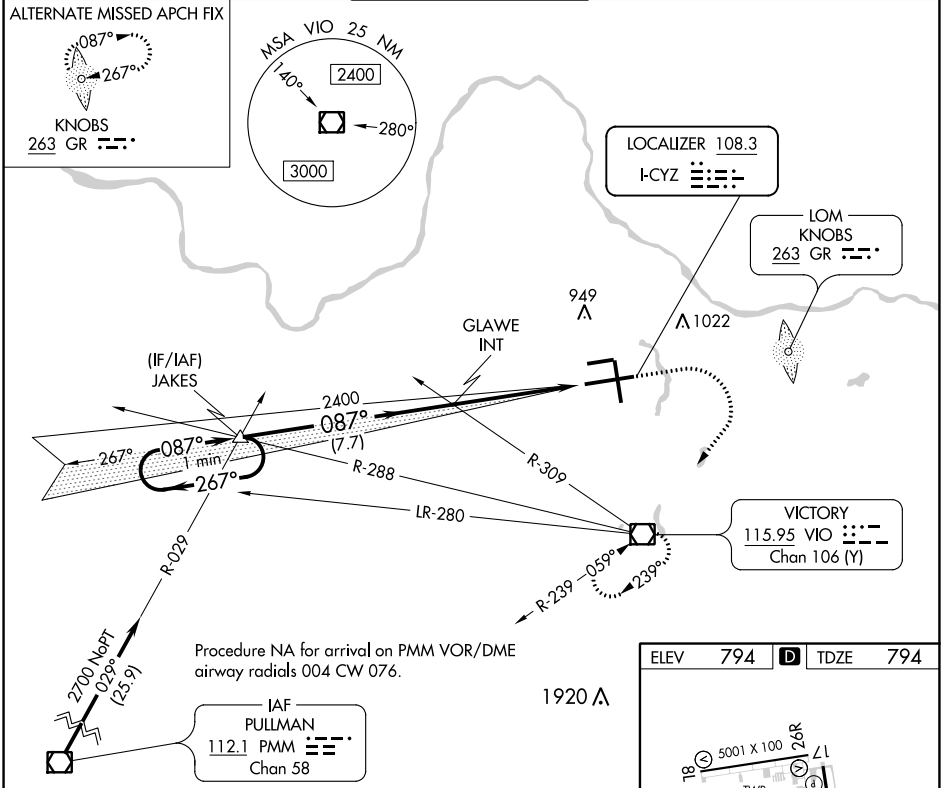 ALTERNATE MISSED APCH FIX
087°
267°
KNOBS
263 GR
MSA VIO 25 NM
140°
2400
280°
3000
LOCALIZER 108.3
I-CYZ
LOM
KNOBS
263 GR
949
1022
GLAWE
INT
(IF/IAF)
JAKES
2400
087°
(7.7)
267°
087°
1 min
267°
R-288
R-309
LR-280
VICTORY
115.95 VIO
Chan 106 (Y)
R-029
R-239
059°
239°
2700 NoPT
029°
(25.9)
Procedure NA for arrival on PMM VOR/DME
airway radials 004 CW 076.
1920
IAF
PULLMAN
112.1 PMM
Chan 58
ELEV 794 D TDZE 794
8L
5001 X 100
26R
17
V
V
P